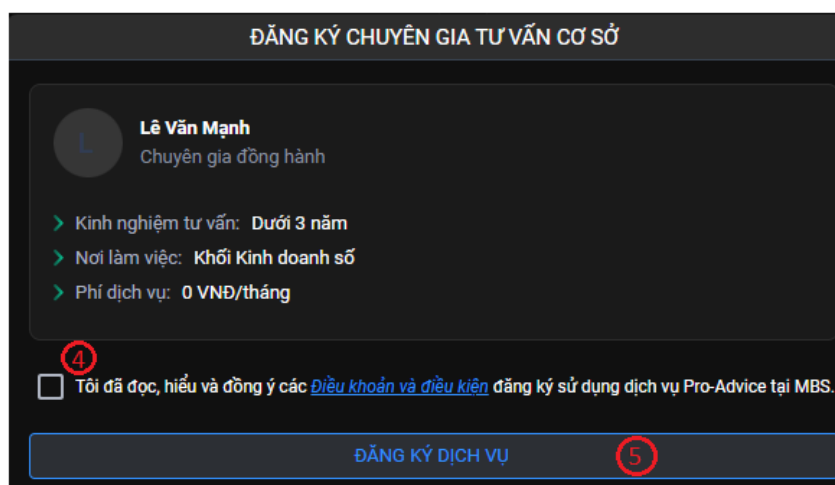 ĐĂNG KÝ CHUYÊN GIA TƯ VẤN CƠ SỞ
L
Lê Văn Mạnh
Chuyên gia đồng hành
Kinh nghiệm tư vấn: Dưới 3 năm
Nơi làm việc: Khối Kinh doanh số
Phí dịch vụ: 0 VNĐ/tháng
4
Tôi đã đọc, hiểu và đồng ý các Điều khoản và điều kiện đăng ký sử dụng dịch vụ Pro-Advice tại MBS.
ĐĂNG KÝ DỊCH VỤ 5